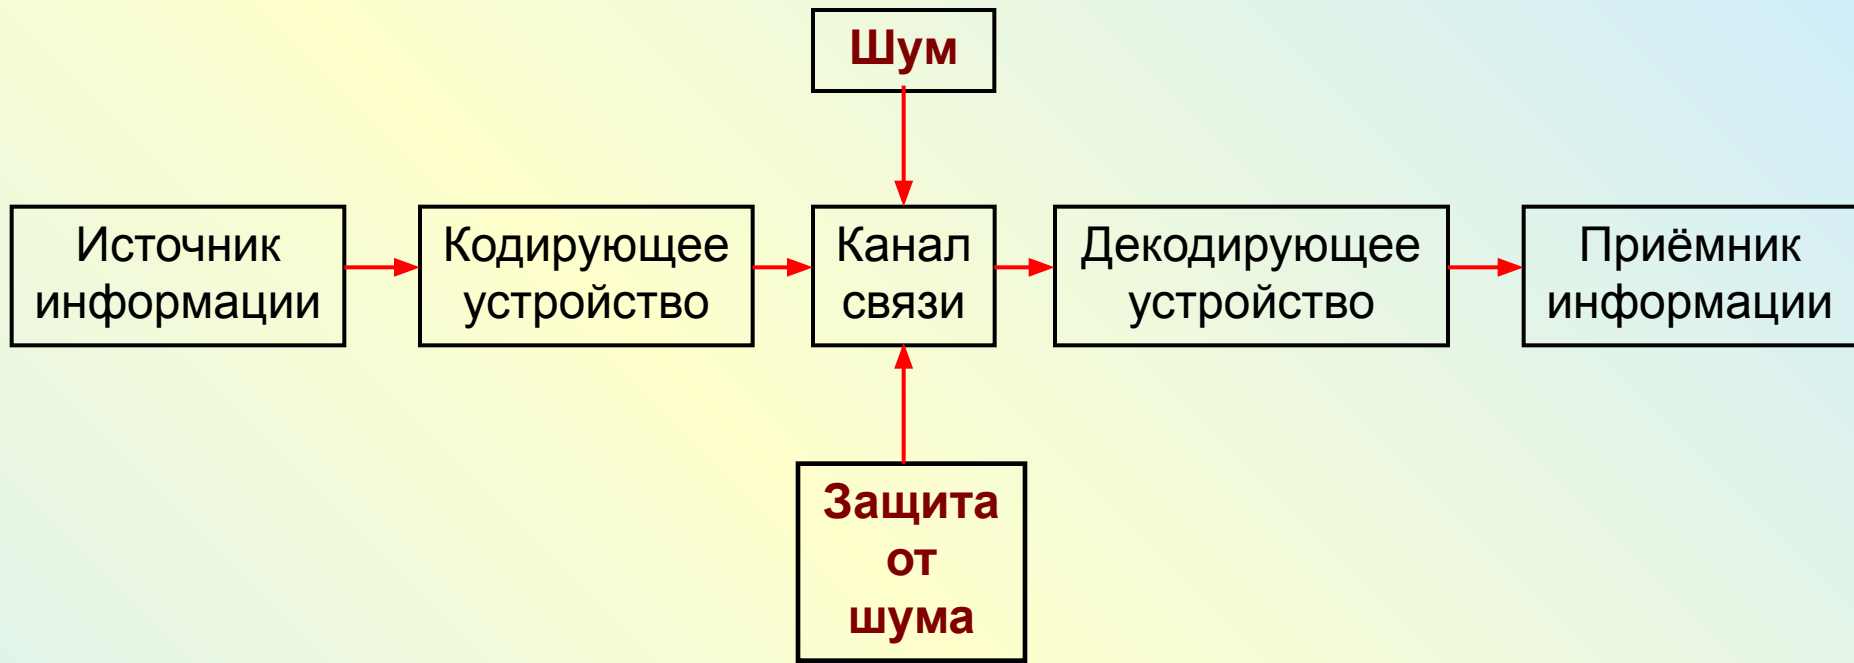 Шум
Источник
информации
Кодирующее
устройство
Канал
связи
Декодирующее
устройство
Приёмник
информации
Защита
от
шума